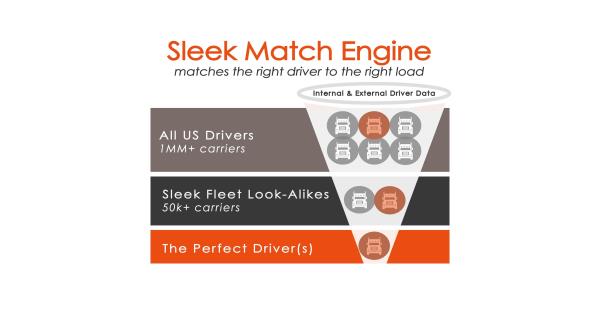 Sleek Match Engine
matches the right driver to the right load
Internal & External Driver Data
All US Drivers
1MM+ carriers
Sleek Fleet Look-Alikes
50k+ carriers
The Perfect Driver(s)